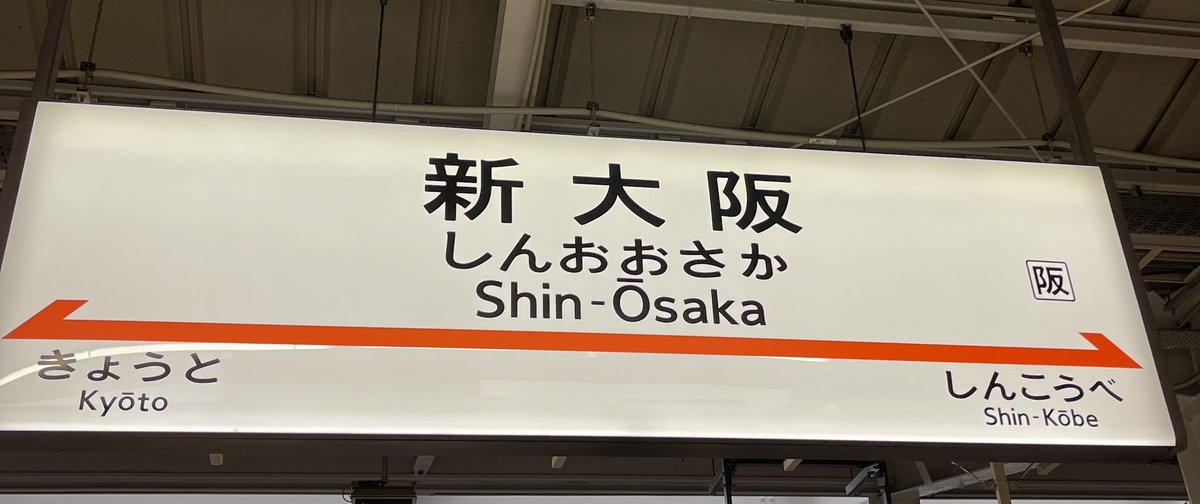 新大阪
しんおおさか
Shin-Ōsaka
阪
きょうと
Kyōto
しんこうべ
Shin-Kōbe